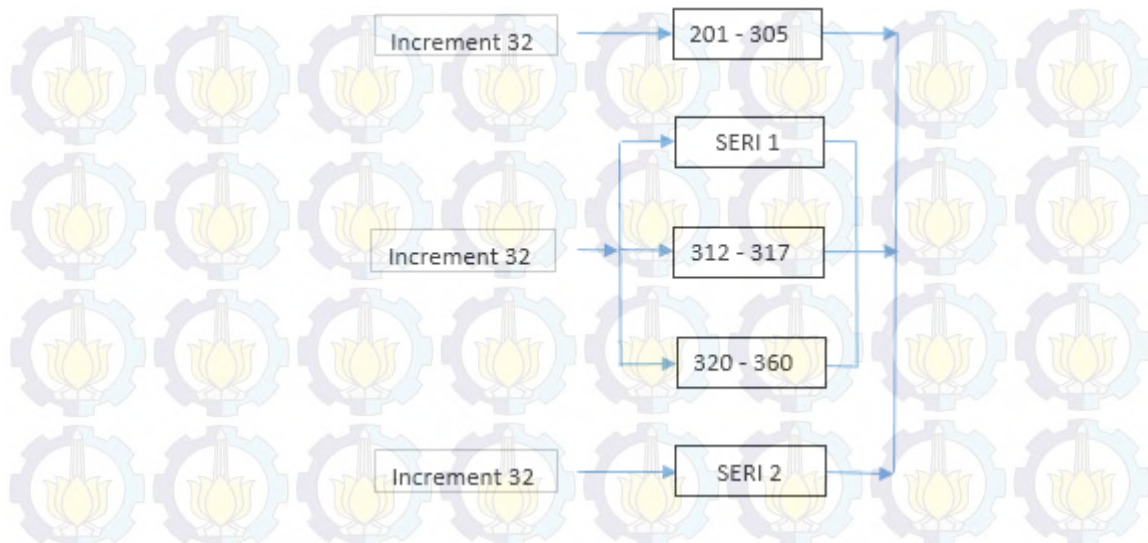 Increment 32
201 - 305
SERI 1
Increment 32
312 - 317
320 - 360
Increment 32
SERI 2